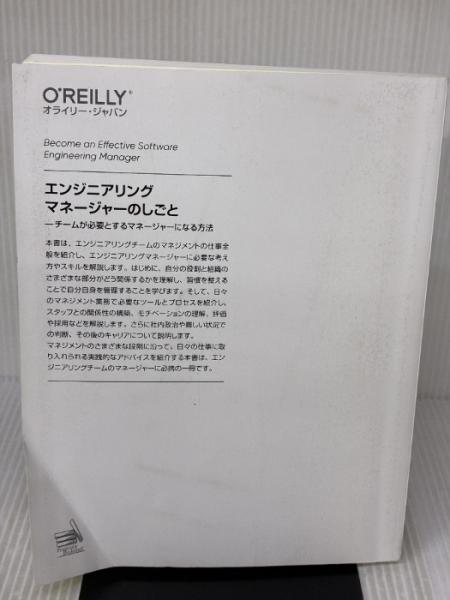 O'REILLY®
オライリー・ジャパン
Become an Effective Software
Engineering Manager
エンジニアリング
マネージャーのしごと
―チームが必要とするマネージャーになる方法
本書は、エンジニアリングチームのマネジメントの仕事全
般を紹介し、エンジニアリングマネージャーに必要な考え
方やスキルを解説します。はじめに、自分の役割と組織の
さまざまな部分がどう関係するかを理解し、習慣を整える
ことで自分自身を管理することを学びます。そして、日々
のマネジメント業務で必要なツールとプロセスを紹介し、
スタッフとの関係性の構築、モチベーションの理解、評価
や採用などを解説します。さらに社内政治や難しい状況で
の判断、その後のキャリアについて説明します。
マネジメントのさまざまな段階に沿って、日々の仕事に取
り入れられる実践的なアドバイスを紹介する本書は、エン
ジニアリングチームのマネージャーに必携の一冊です。